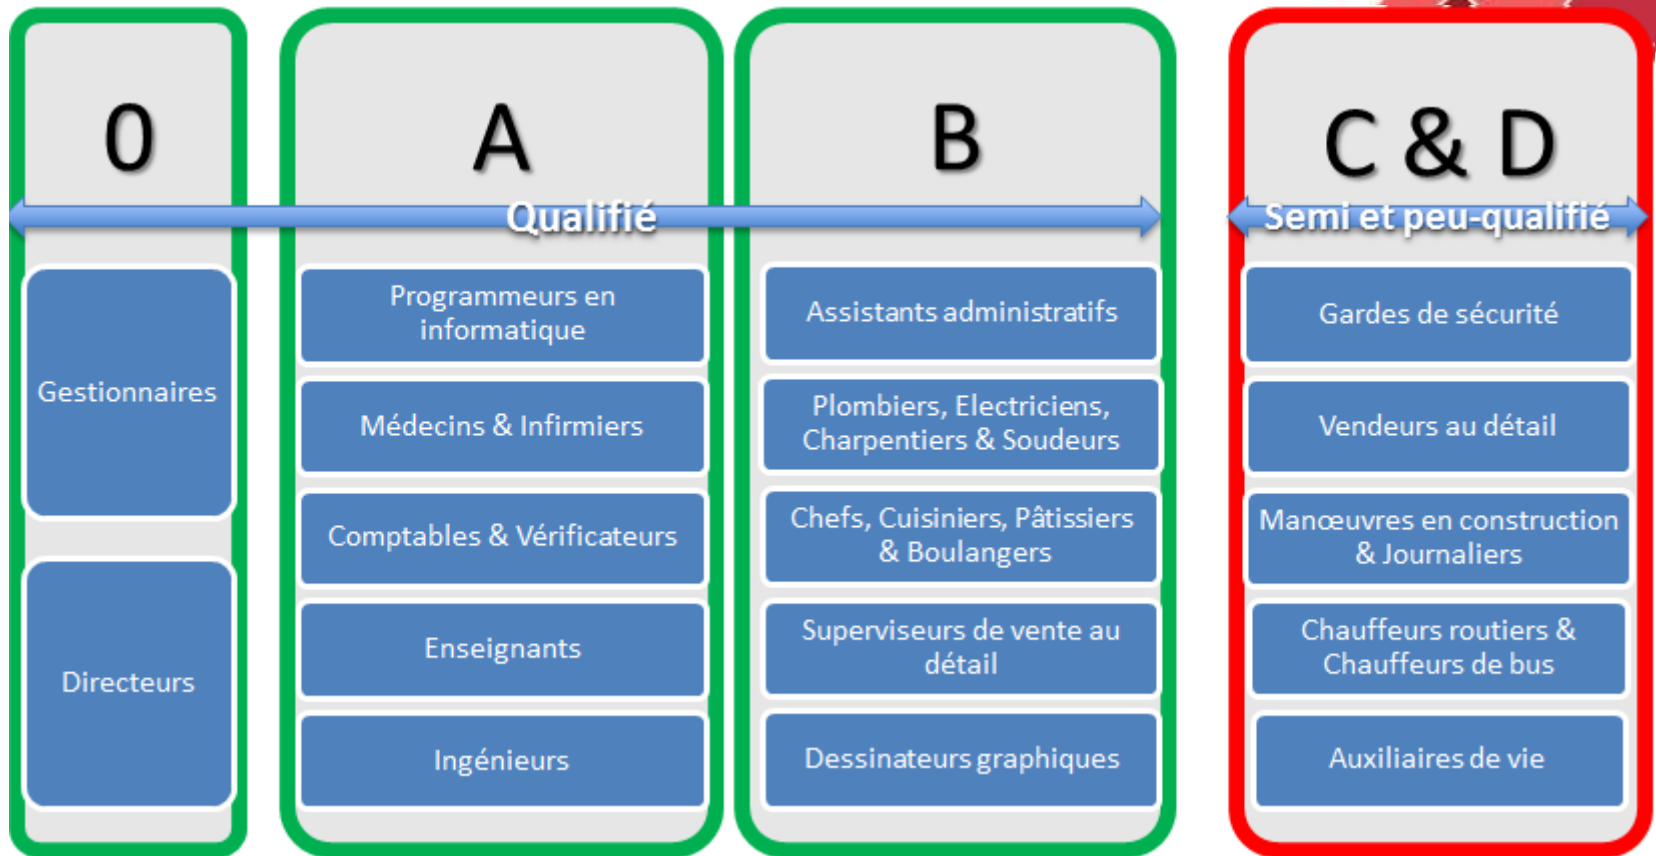 0
A
B
C & D
Qualifié
Semi et peu-qualifié
Gestionnaires
Directeurs
Programmeurs en
informatique
Médecins & Infirmiers
Comptables & Vérificateurs
Enseignants
Ingénieurs
Assistants administratifs
Plombiers, Electriciens,
Charpentiers & Soudeurs
Chefs, Cuisiniers, Pâtissiers
& Boulangers
Superviseurs de vente au
détail
Dessinateurs graphiques
Gardes de sécurité
Vendeurs au détail
Manœuvres en construction
& Journaliers
Chauffeurs routiers &
Chauffeurs de bus
Auxiliaires de vie